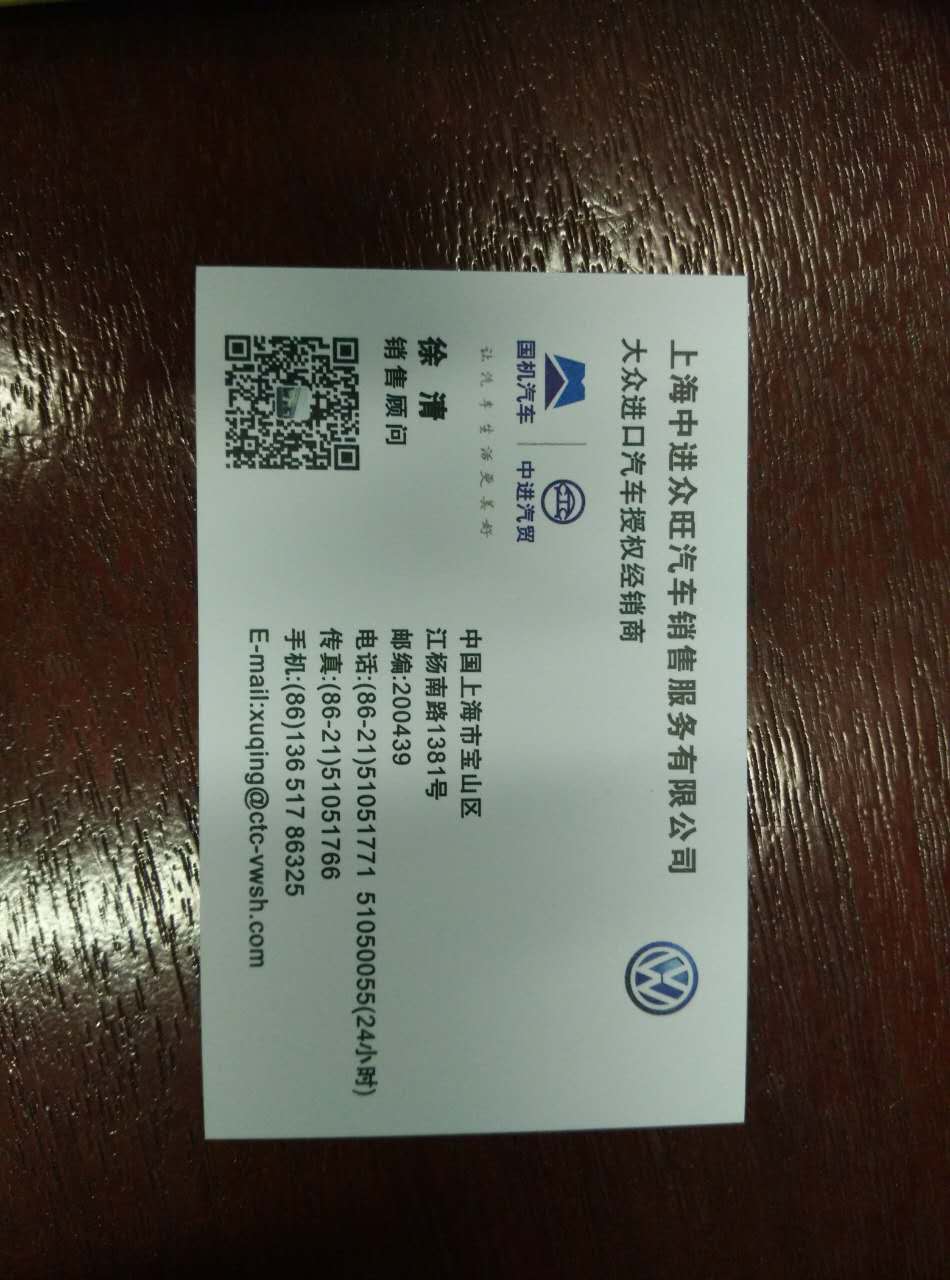 上海中进众旺汽车销售服务有限公司
大众进口汽车授权经销商
国机汽车 中进汽贸
CTC
让汽车生活更美好
徐 清
销售顾问
中国上海市宝山区
江杨南路1381号
邮编:200439
电话:(86-21)51051771 51050055(24小时)
传真:(86-21)51051766
手机:(86)136 517 86325
E-mail:xuqing@ctc-vwsh.com